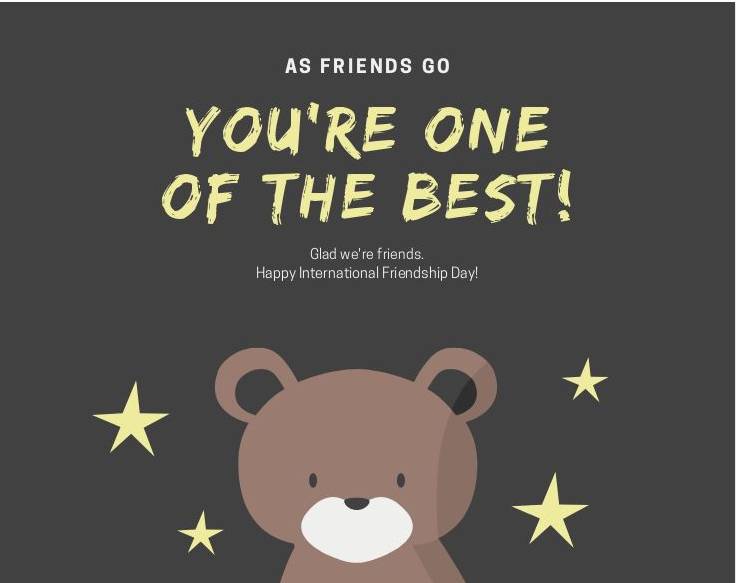 AS FRIENDS GO
YOU'RE ONE
OF THE BEST!
Glad we're friends.
Happy International Friendship Day!